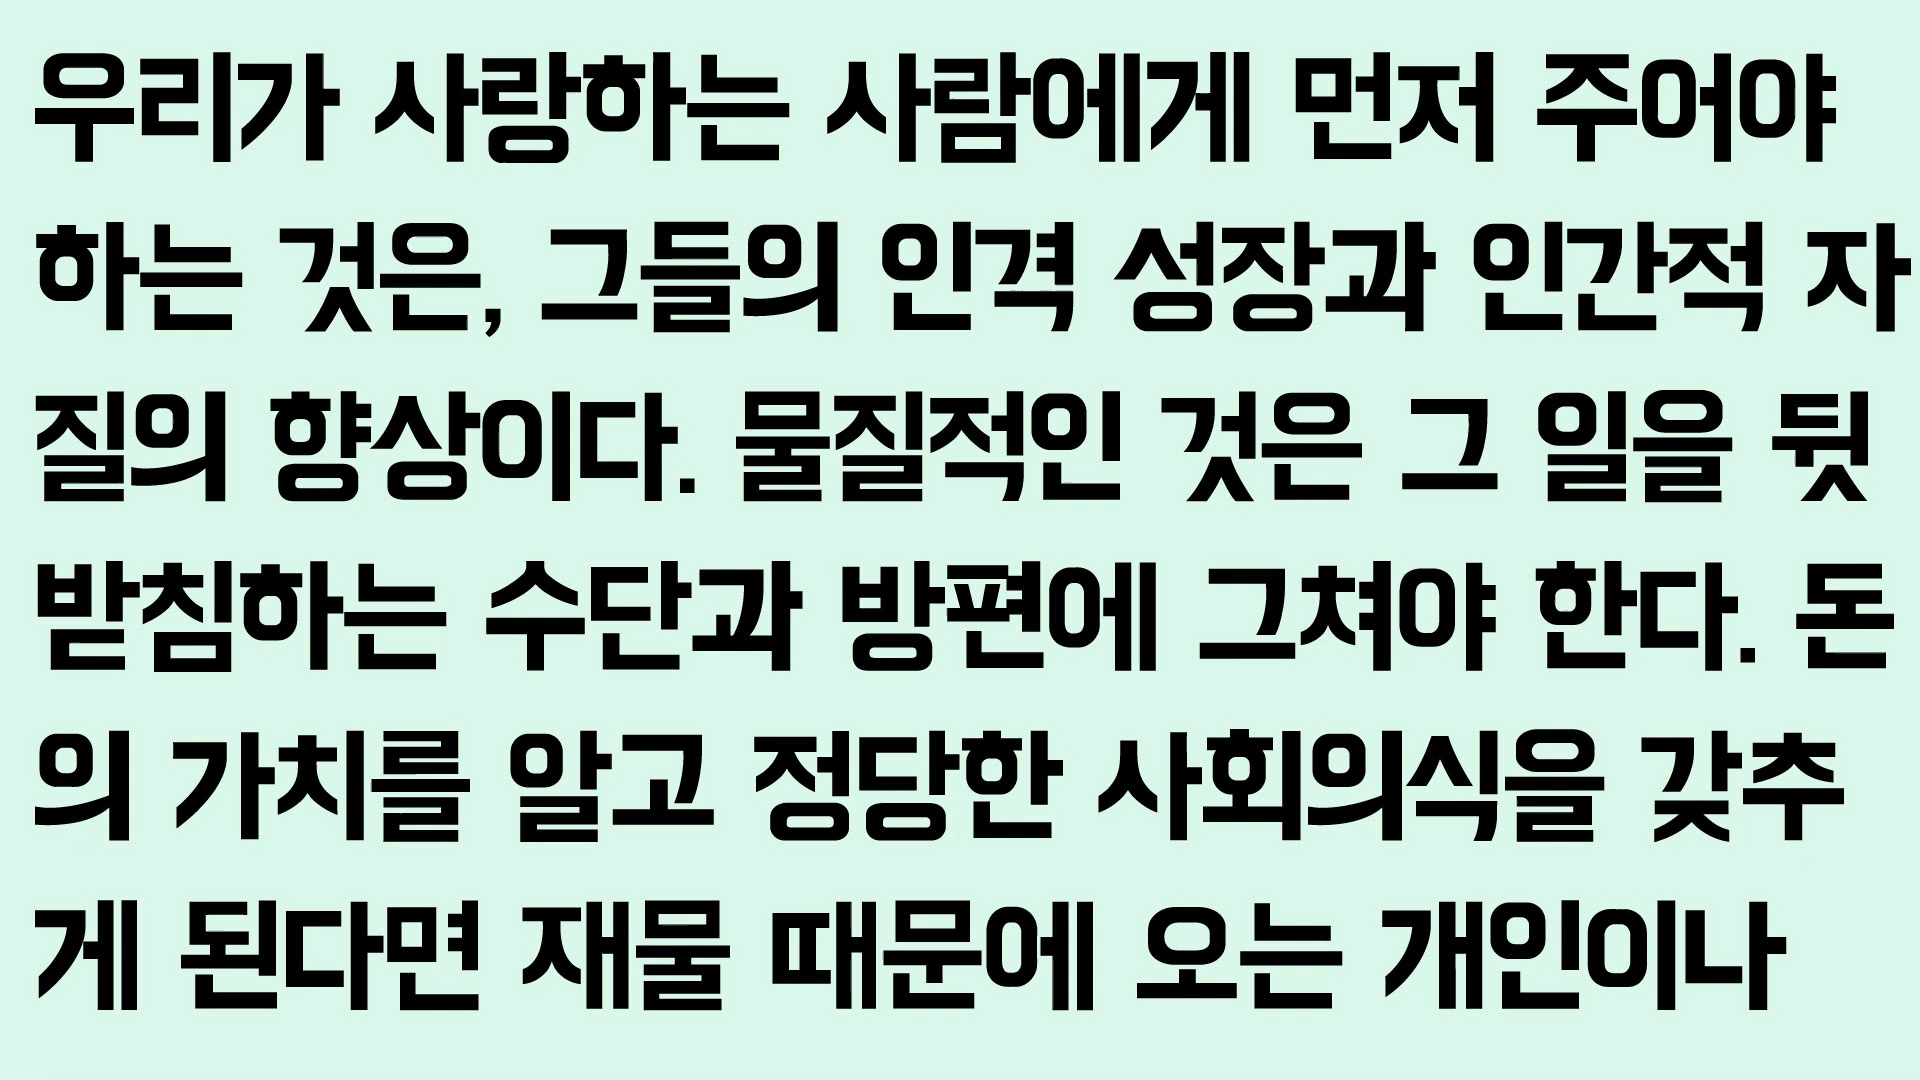 우리가 사랑하는 사람에게 먼저 주어야
하는 것은, 그들의 인격 성장과 인간적 자
질의 향상이다. 물질적인 것은 그 일을 뒷
받침하는 수단과 방편에 그쳐야 한다. 돈
의 가치를 알고 정당한 사회의식을 갖추
게 된다면 재물 때문에 오는 개인이나